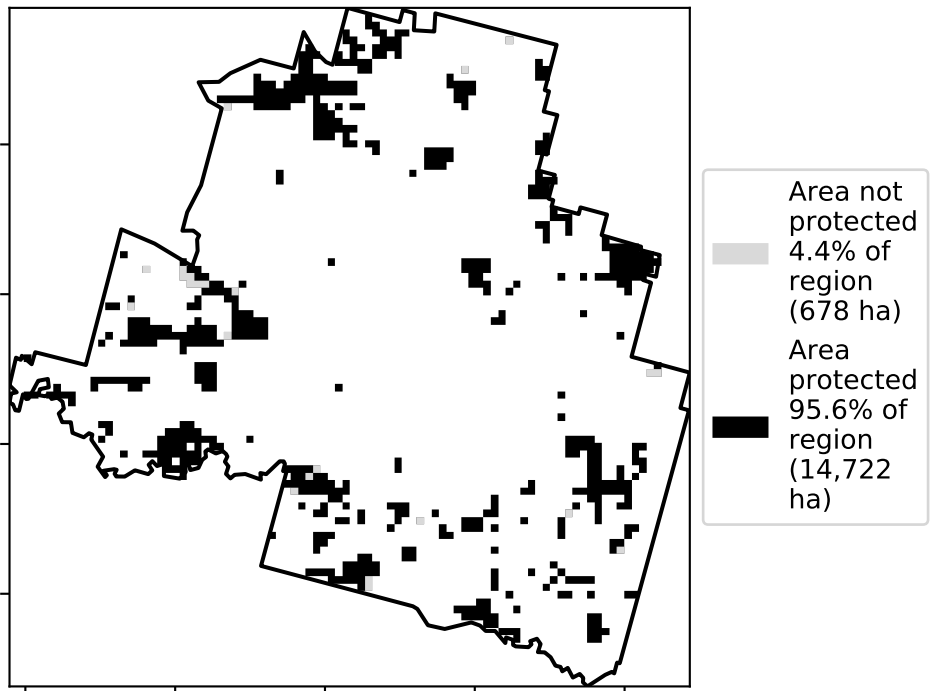 Area not
protected
4.4% of
region
(678 ha)
Area
protected
95.6% of
region
(14,722
ha)